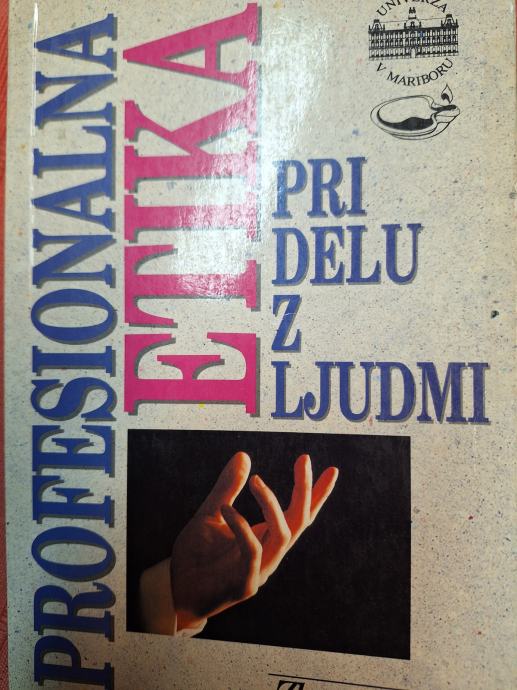 UNIVERZA
V MARIBORU
PROFESIONALNA
ETIKA
PRI
DELU
Z
LJUDMI